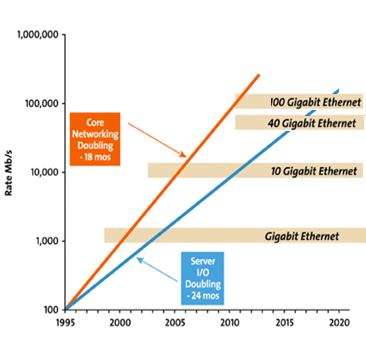 1,000,000
100,000
10,000
1,000
100
Rate Mb/s
Core
Networking
Doubling
- 18 mos
100 Gigabit Ethernet
40 Gigabit Ethernet
10 Gigabit Ethernet
Gigabit Ethernet
Server
I/O
Doubling
- 24 mos
1995 2000 2005 2010 2015 2020